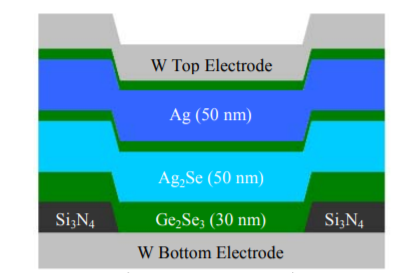 W Top Electrode
Ag (50 nm)
Ag₂Se (50 nm)
Si₃N₄ Ge₂Se₃ (30 nm) Si₃N₄
W Bottom Electrode